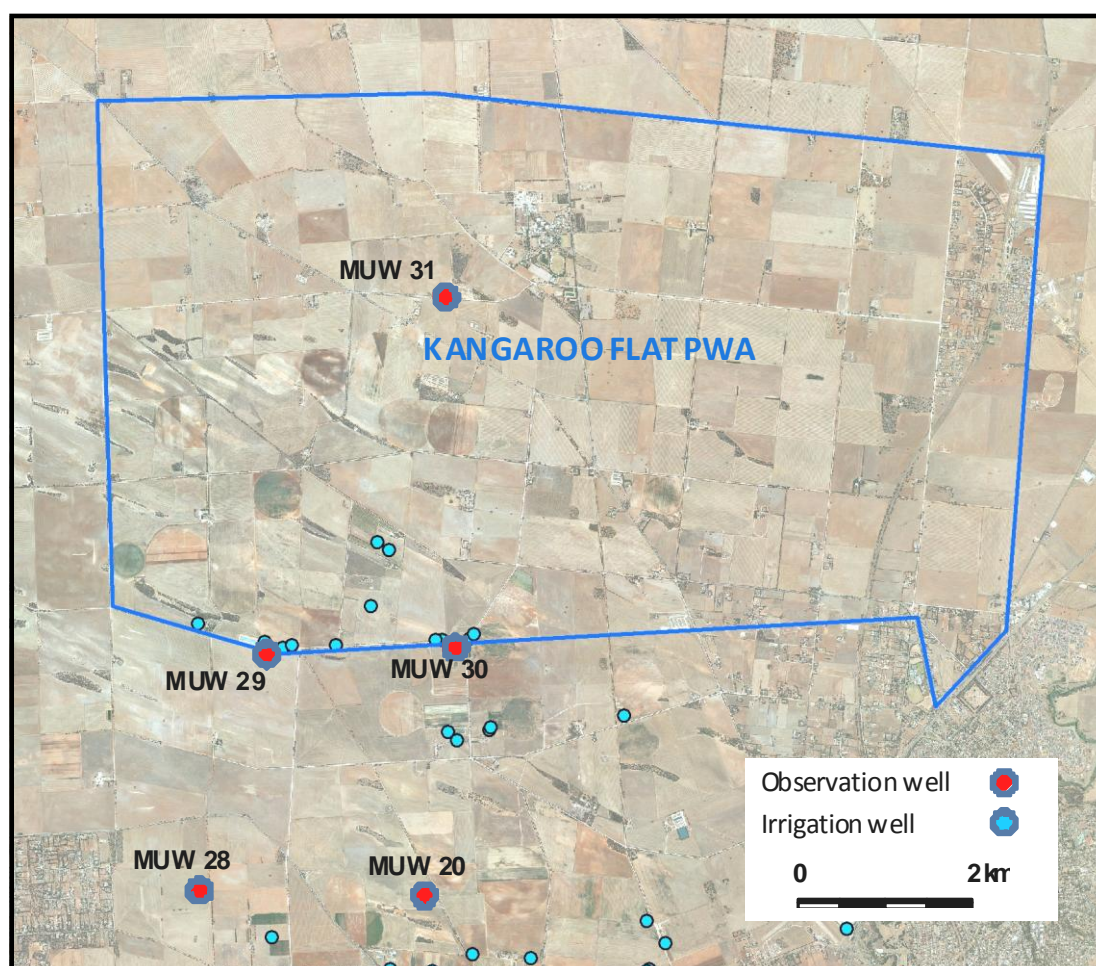 MUW 31
KANGAROO FLAT PWA
MUW 29
MUW 30
MUW 28
MUW 20
Observation well
Irrigation well
0 2 km